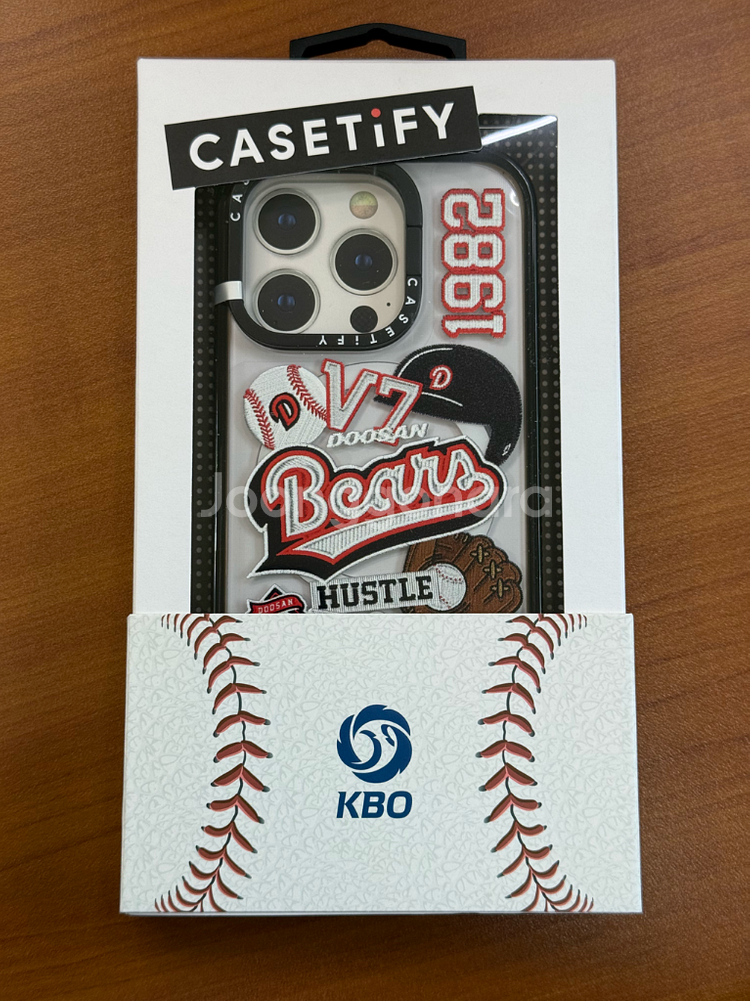 CASETiFY
CASETiFY
1982
D
D
V7
DOOSAN
Bears
HUSTLE
DOOSAN
KBO